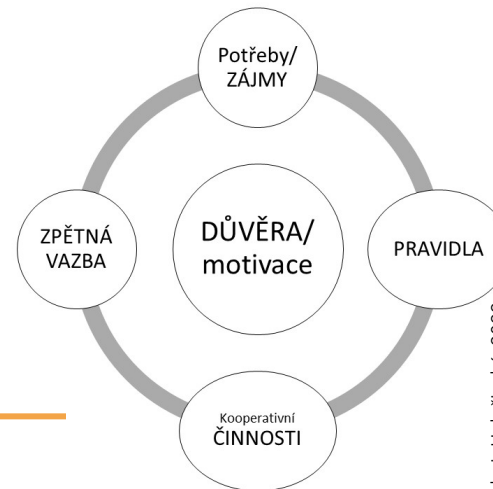 Potřeby/
ZÁJMY
ZPĚTNÁ
VAZBA
DŮVĚRA/
motivace
PRAVIDLA
Kooperativní
ČINNOSTI